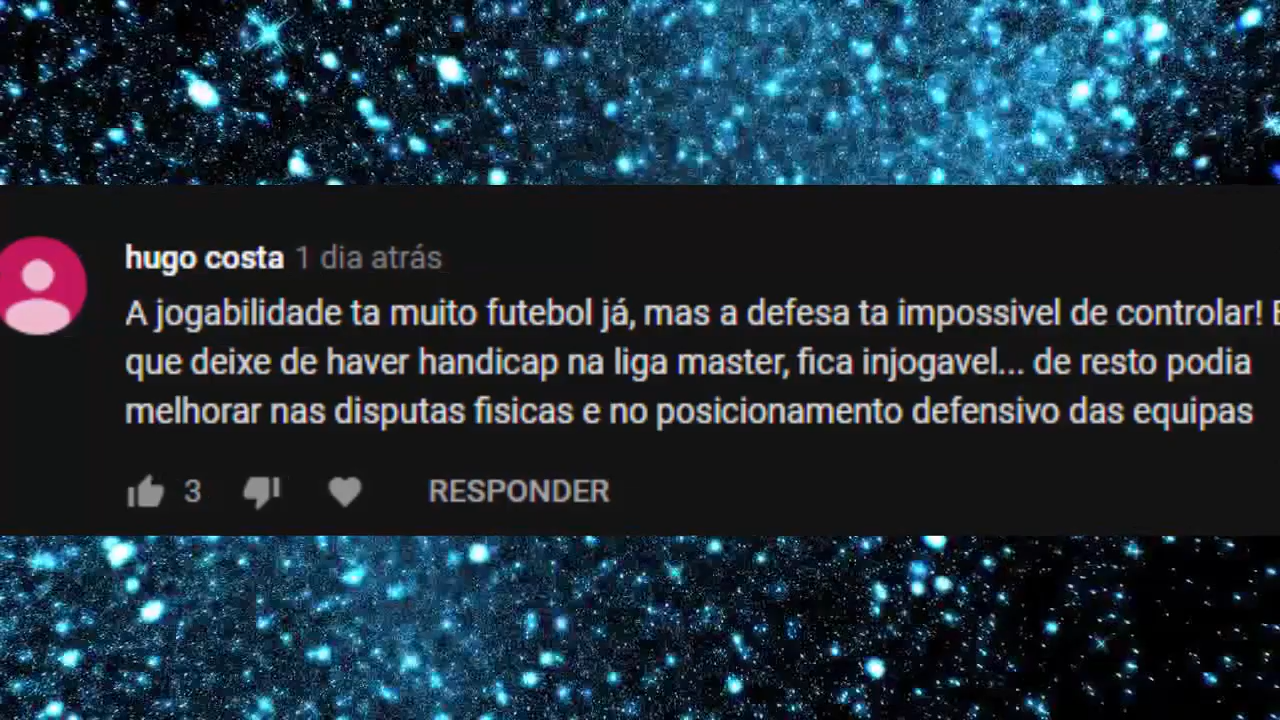 hugo costa 1 dia atrás
A jogabilidade ta muito futebol já, mas a defesa ta impossivel de controlar!
que deixe de haver handicap na liga master, fica injogavel... de resto podia
melhorar nas disputas fisicas e no posicionamento defensivo das equipas
3 RESPONDER